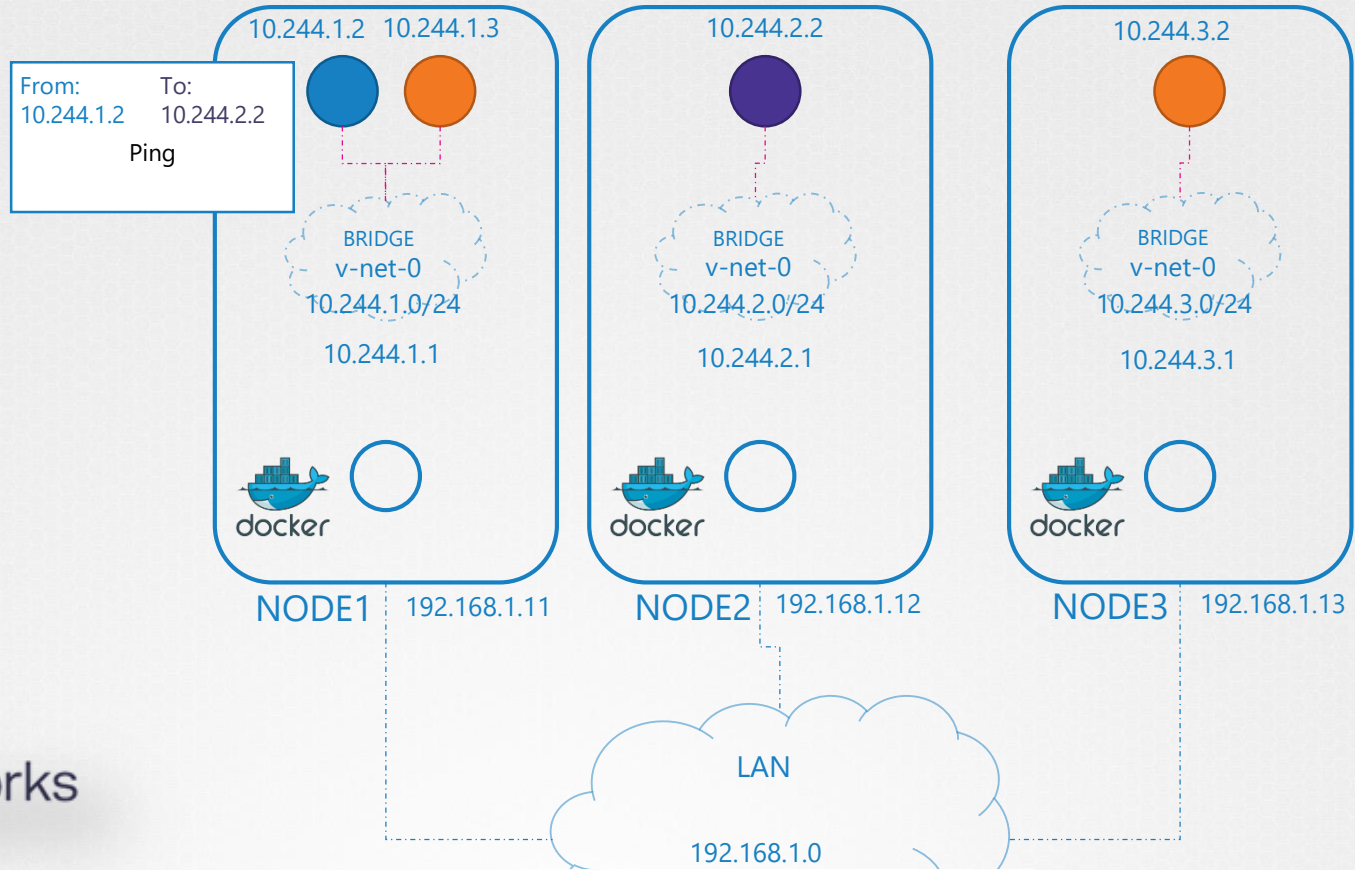 10.244.1.2 10.244.1.3
10.244.2.2
10.244.3.2
From: To:
10.244.1.2 10.244.2.2
Ping
BRIDGE
v-net-0
10.244.1.0/24
10.244.1.1
BRIDGE
v-net-0
10.244.2.0/24
10.244.2.1
BRIDGE
v-net-0
10.244.3.0/24
10.244.3.1
docker
docker
docker
NODE1 192.168.1.11
NODE2 192.168.1.12
NODE3 192.168.1.13
LAN
192.168.1.0